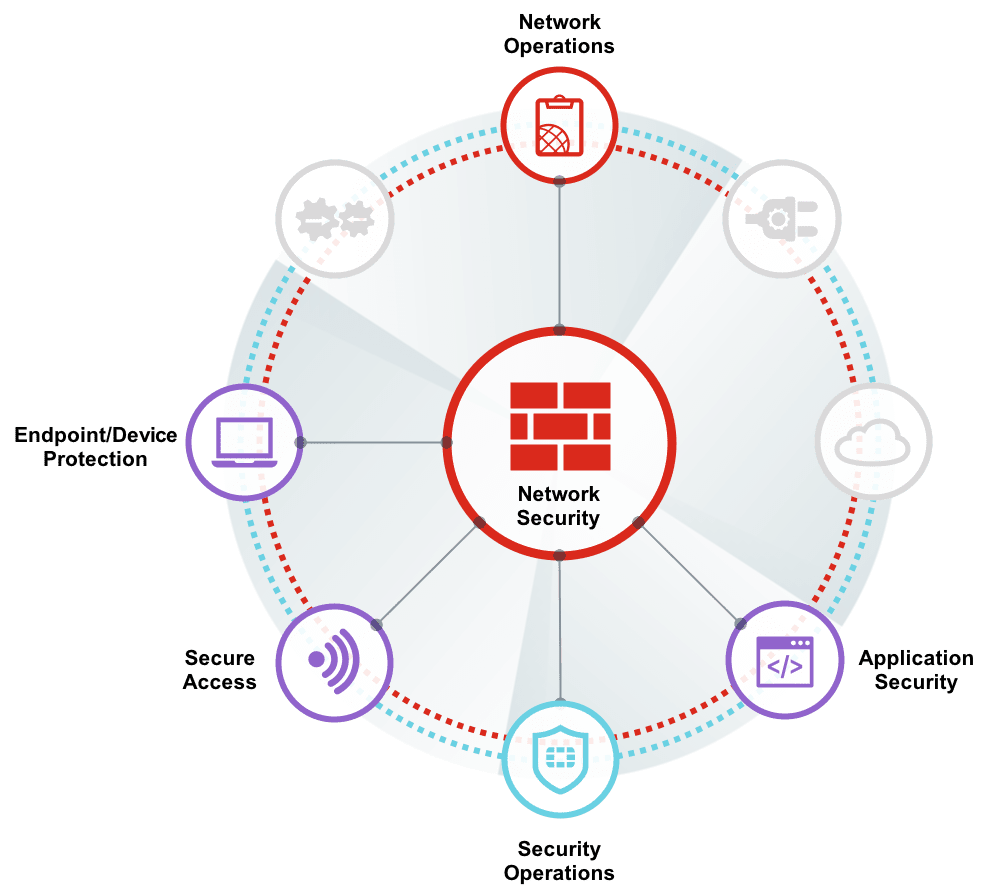 Network
Operations
Endpoint/Device
Protection
Network
Security
Secure
Access
</>
Application
Security
Security
Operations